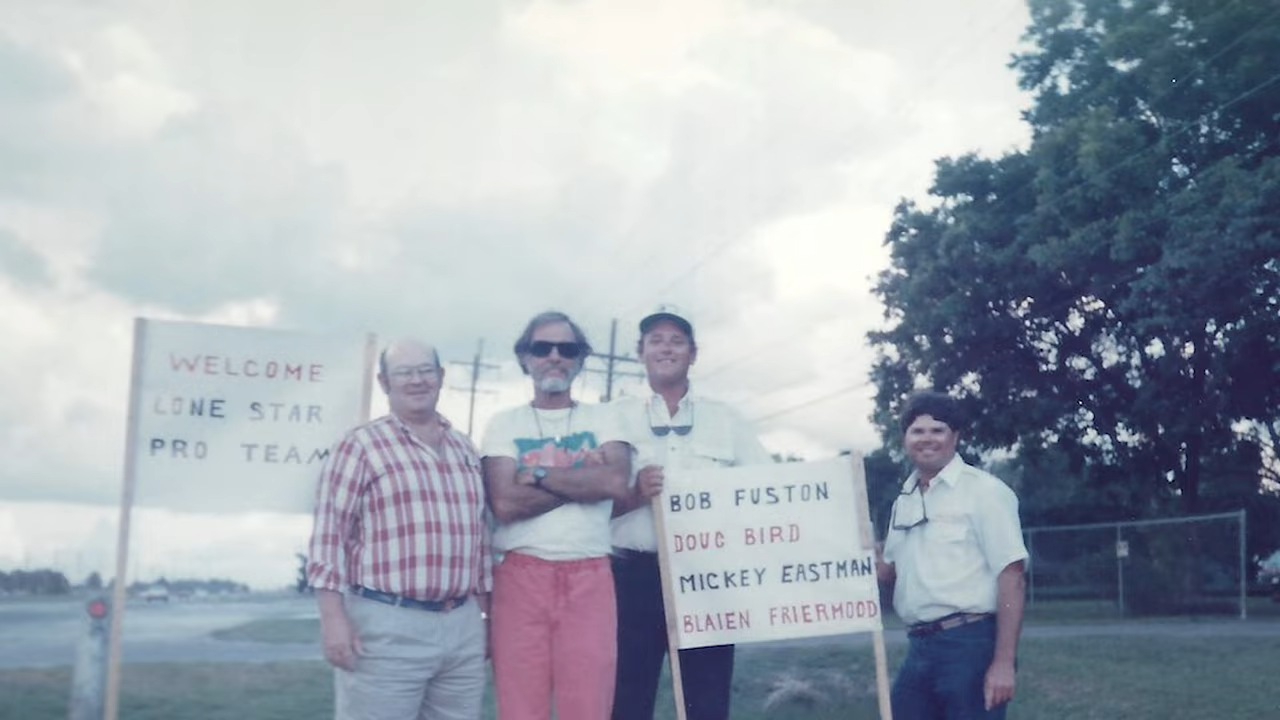 WELCOME
LONE STAR
PRO TEAM
BOB FUSTON
DOUG BIRD
MICKEY EASTMAN
BLAIEN FRIERMOOD